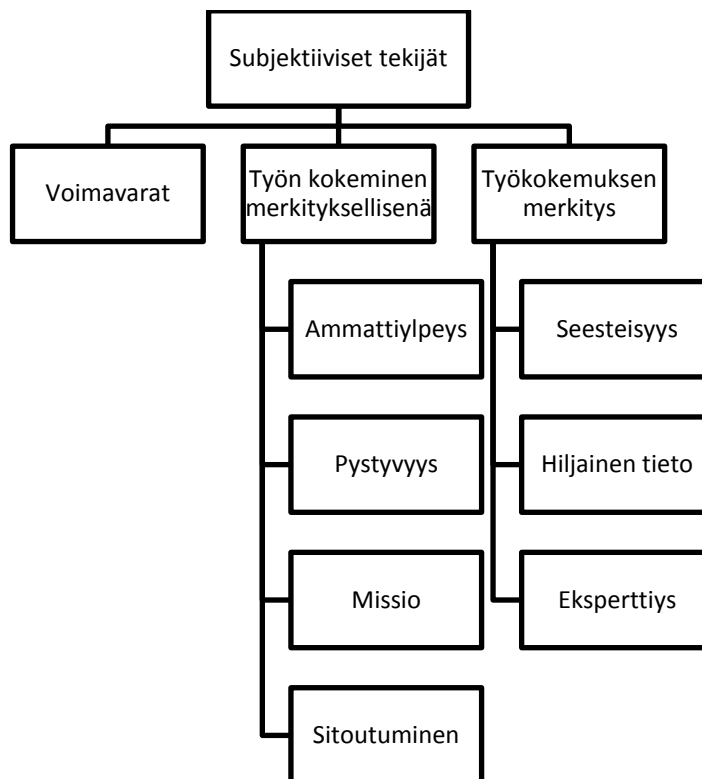 Subjektiiviset tekijät
Voimavarat
Työn kokeminen
merkityksellisenä
Työkokemuksen
merkitys
Ammattiylpeys
Pystyvyys
Missio
Sitoutuminen
Seesteisyys
Hiljainen tieto
Eksperttiys